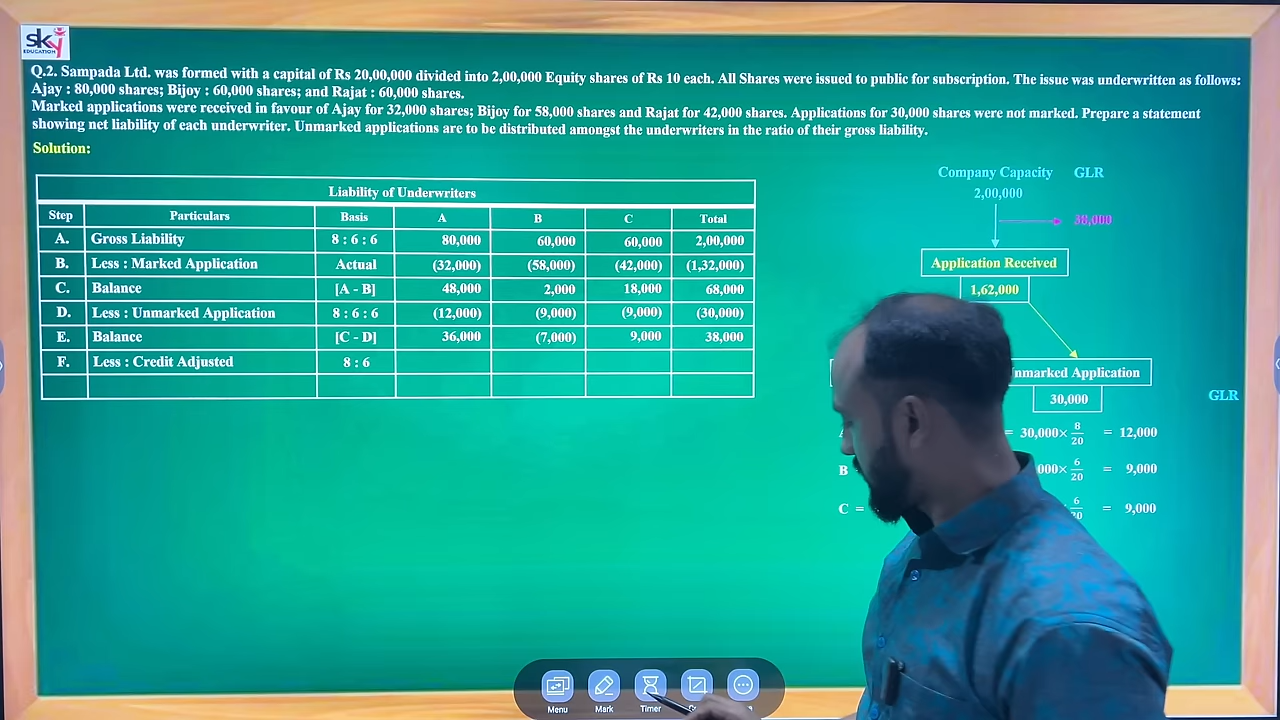 sky
EDUCATION
Q.2. Sampada Ltd. was formed with a capital of Rs 20,00,000 divided into 2,00,000 Equity shares of Rs 10 each. All Shares were issued to public for subscription. The issue was underwritten as follows:
Ajay : 80,000 shares; Bijoy : 60,000 shares; and Rajat : 60,000 shares.
Marked applications were received in favour of Ajay for 32,000 shares; Bijoy for 58,000 shares and Rajat for 42,000 shares. Applications for 30,000 shares were not marked. Prepare a statement
showing net liability of each underwriter. Unmarked applications are to be distributed amongst the underwriters in the ratio of their gross liability.
Solution:
Liability of Underwriters
Step Particulars Basis A B C Total
A. Gross Liability 8 : 6 : 6 80,000 60,000 60,000 2,00,000
B. Less : Marked Application Actual (32,000) (58,000) (42,000) (1,32,000)
C. Balance [A - B] 48,000 2,000 18,000 68,000
D. Less : Unmarked Application 8 : 6 : 6 (12,000) (9,000) (9,000) (30,000)
E. Balance [C - D] 36,000 (7,000) 9,000 38,000
F. Less : Credit Adjusted 8 : 6
Company Capacity GLR
2,00,000
38,000
Application Received
1,62,000
Application
30,000
GLR
= 30,000× 8/20 = 12,000
B 6/20 = 9,000
C = 6 = 9,000
Menu Mark Timer